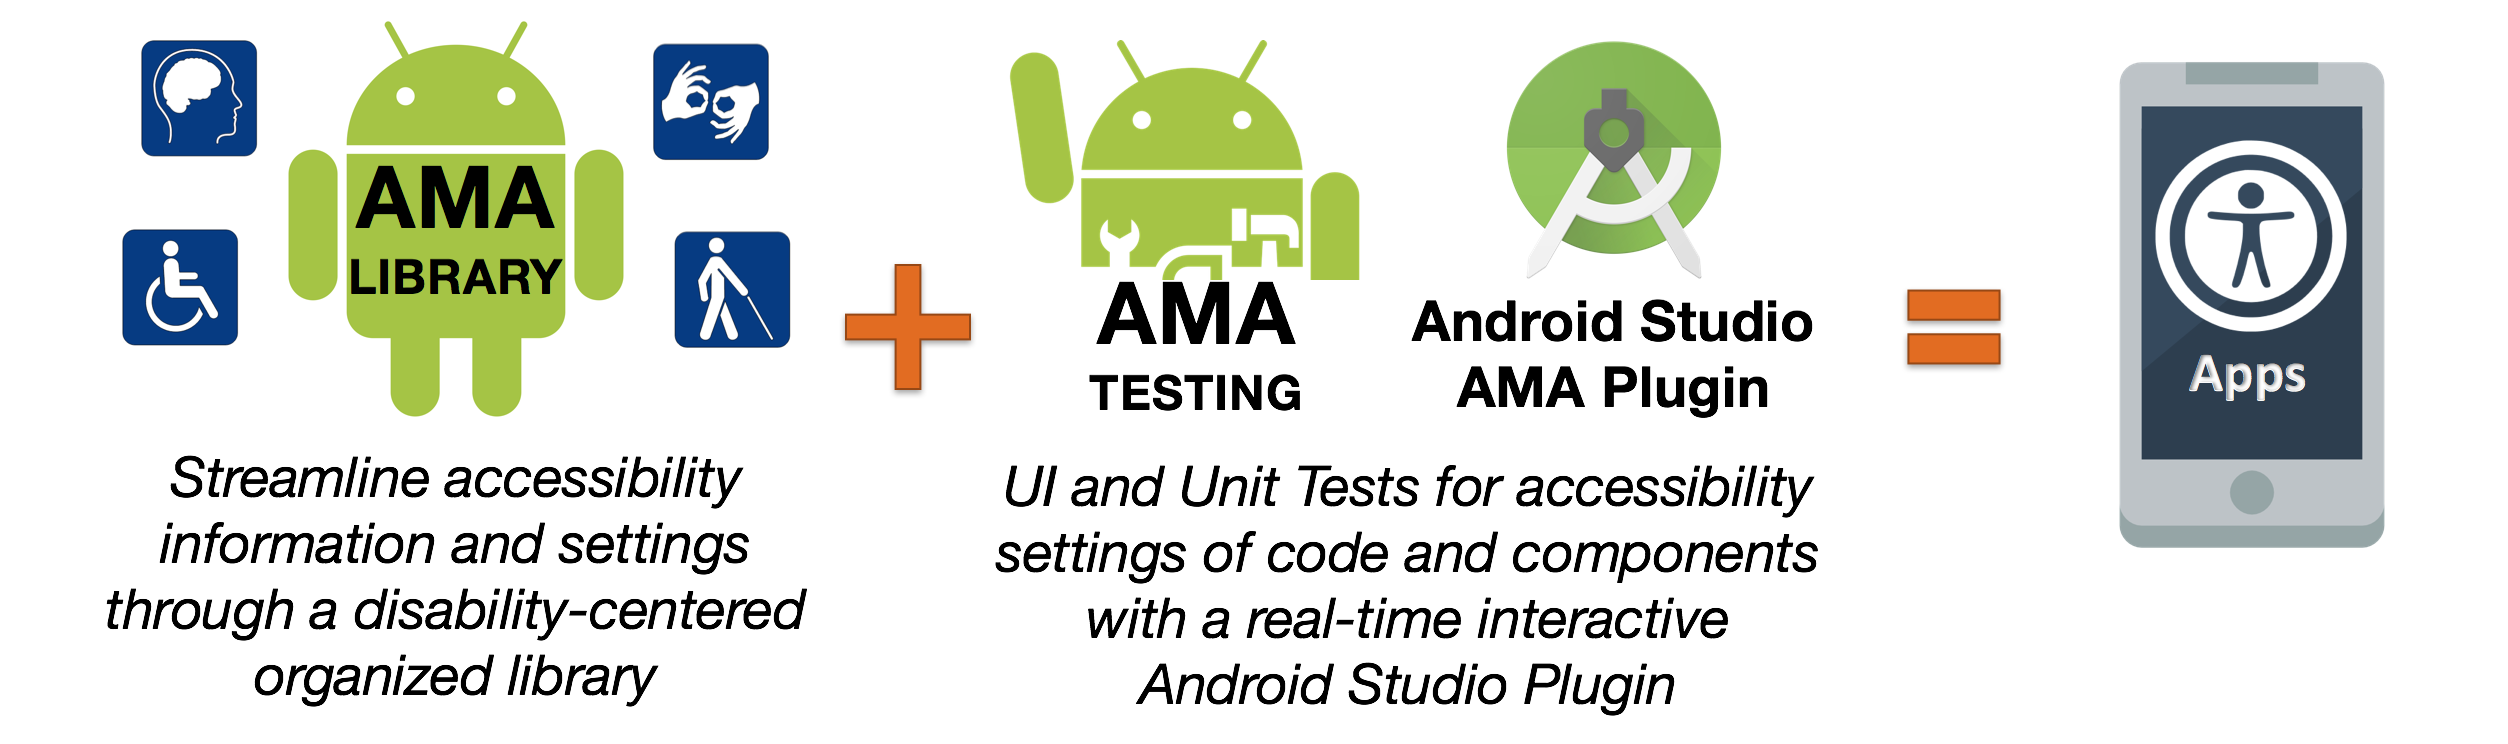 AMA
LIBRARY
Streamline accessibility
information and settings
through a disability-centered
organized library
AMA
TESTING
Android Studio
AMA Plugin
UI and Unit Tests for accessibility
settings of code and components
with a real-time interactive
Android Studio Plugin
Apps